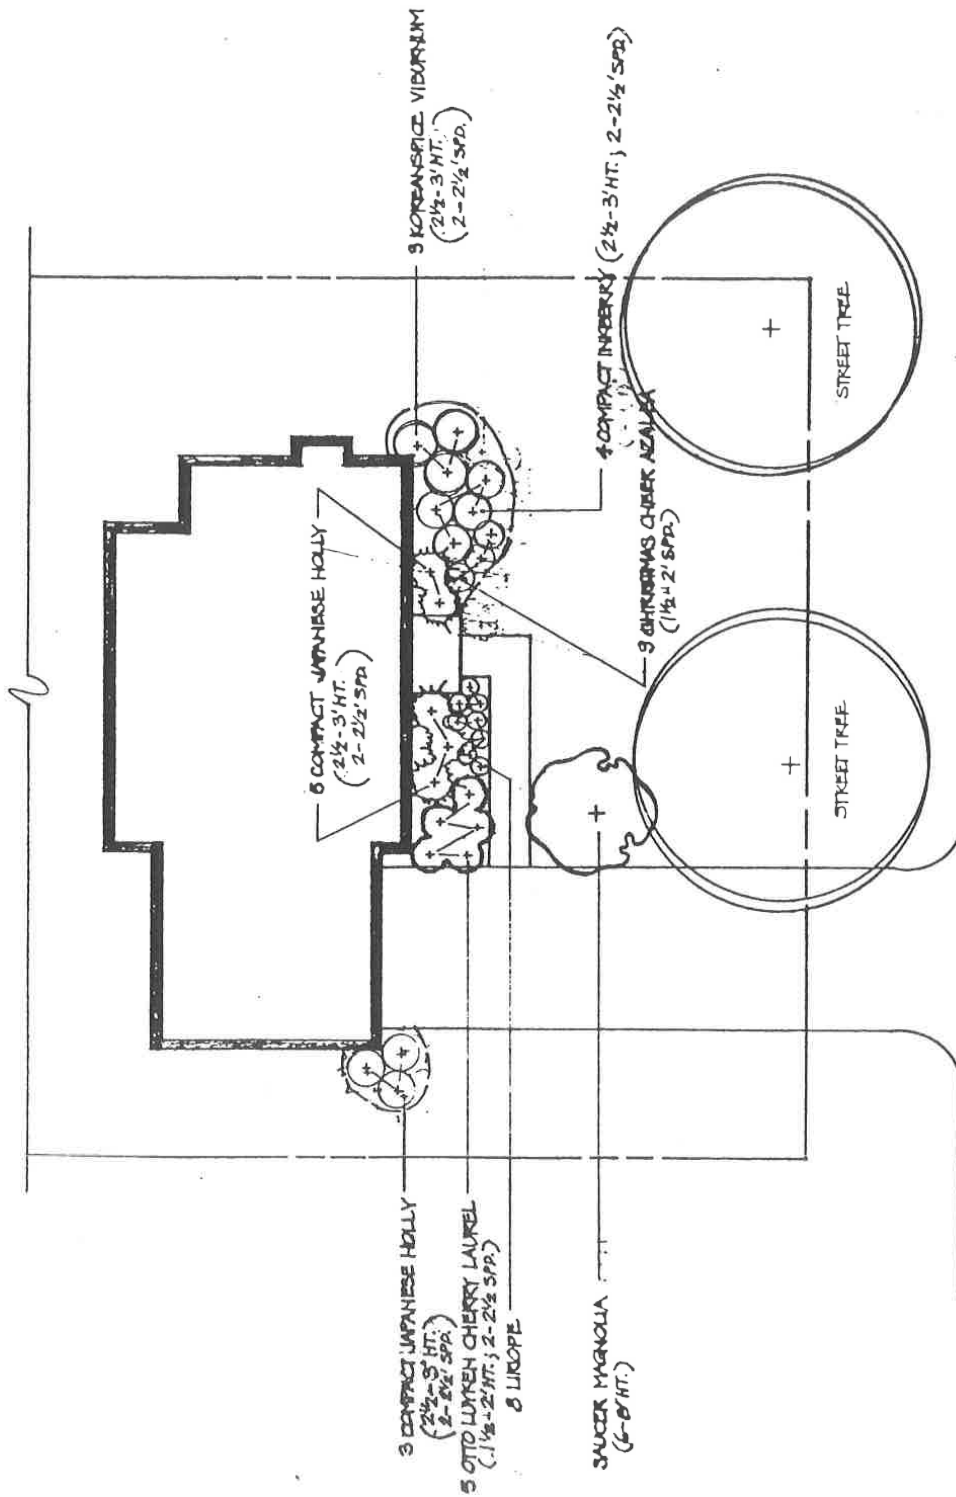 3 KOREANSPICE VIBURNUM
(2½-3' HT.;
2-2½' SPD.)
4 COMPACT INKBERRY (2½-3' HT.; 2-2½' SPD.)
5 COMPACT JAPANESE HOLLY
(2½-3' HT.
2-2½' SPD.)
3 CHRISTMAS CHEER AZALEA
(1½-2' SPD.)
STREET TREE
STREET TREE
3 COMPACT JAPANESE HOLLY
(2½-3' HT.;
2-2½' SPD.)
5 OTTO LUYKEN CHERRY LAUREL
(1½-2' HT.; 2-2½' SPD.)
8 LIRIOPE
SAUCER MAGNOLIA
(6-8' HT.)